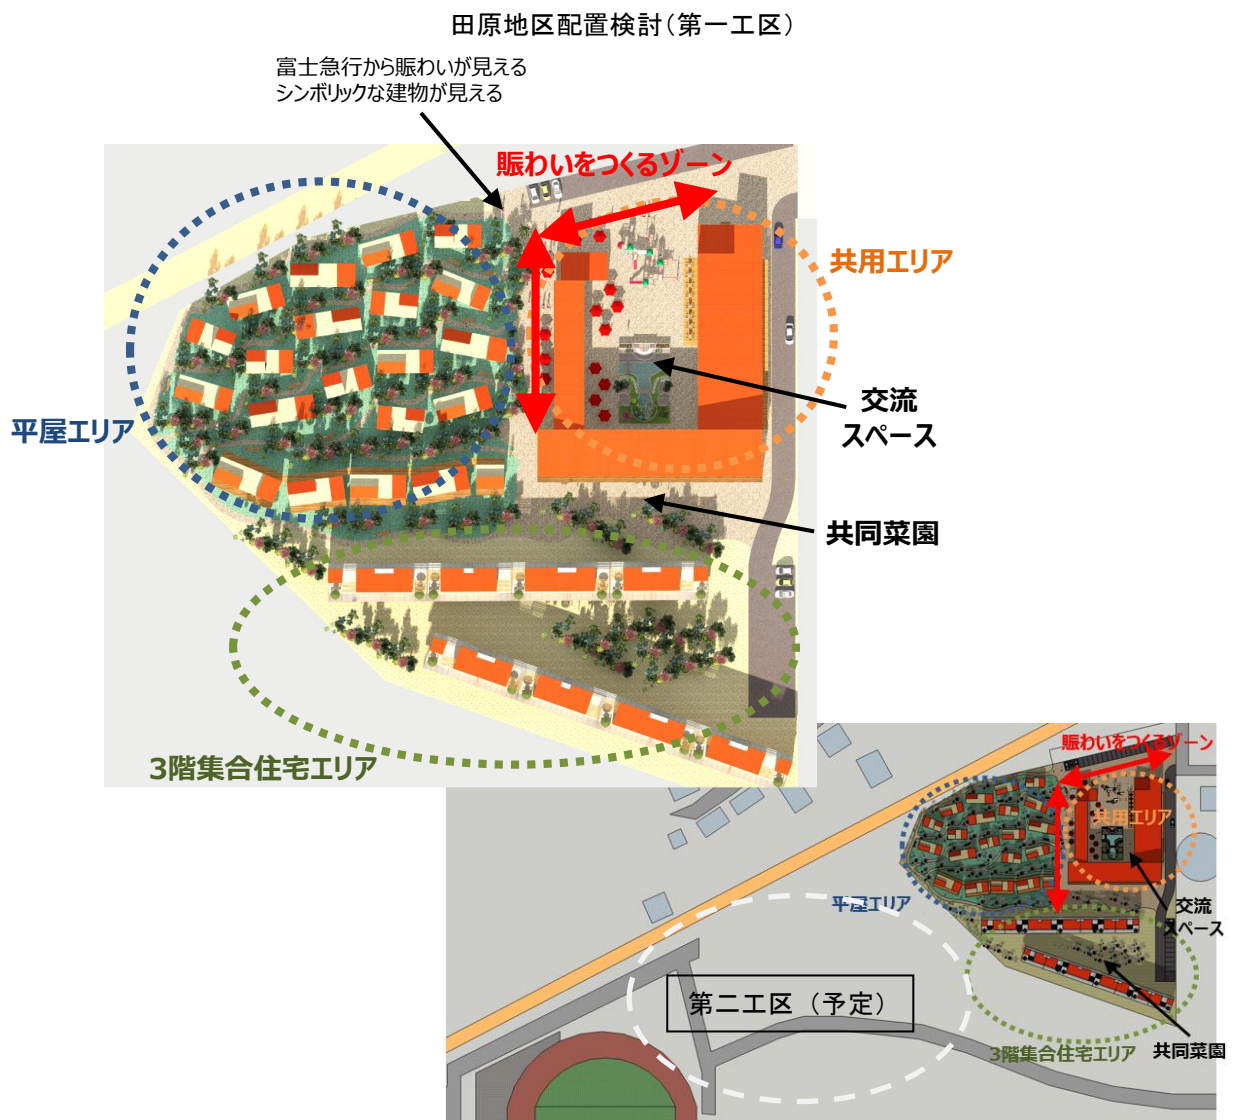 田原地区配置検討（第一工区）
富士急行から賑わいが見える
シンボリックな建物が見える
賑わいをつくるゾーン
共用エリア
平屋エリア
交流
スペース
共同菜園
3階集合住宅エリア
賑わいをつくるゾーン
共用エリア
平屋エリア
交流
スペース
第二工区（予定）
3階集合住宅エリア
共同菜園